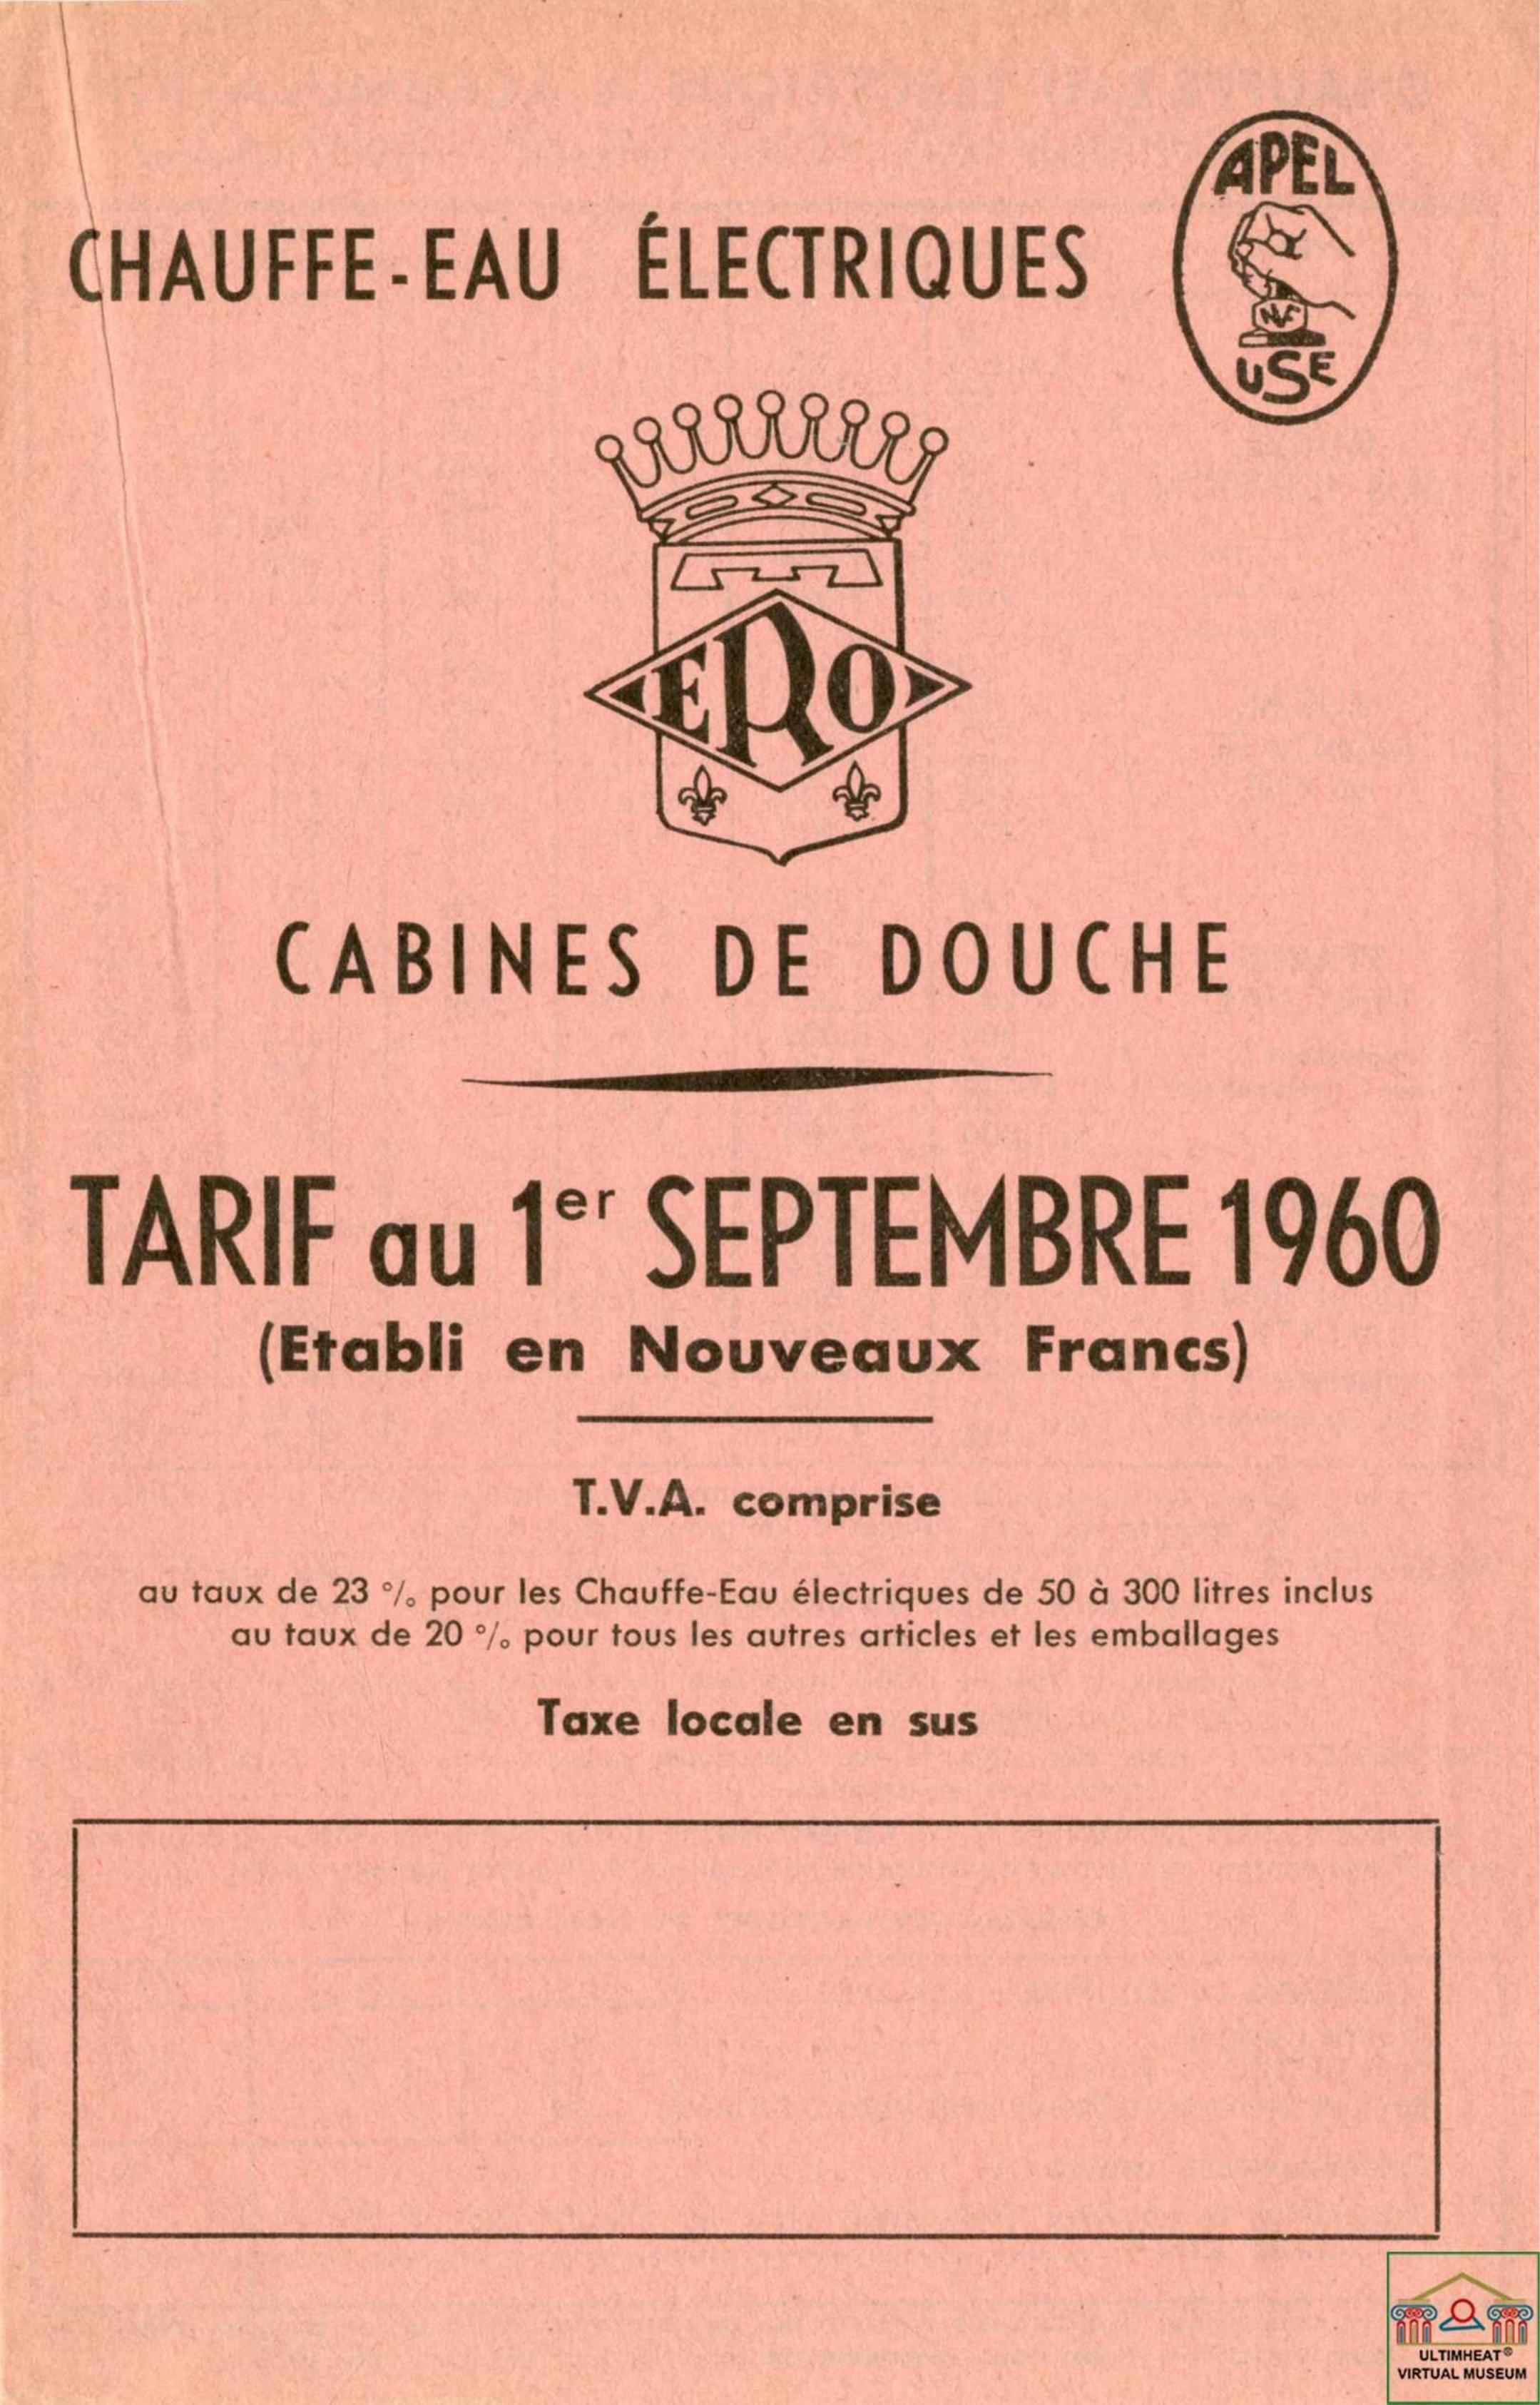 APEL
CHAUFFE-EAU ÉLECTRIQUES
NF
USE
ERO
CABINES DE DOUCHE
TARIF au 1er SEPTEMBRE 1960
(Etabli en Nouveaux Francs)
T.V.A. comprise
au taux de 23 % pour les Chauffe-Eau électriques de 50 à 300 litres inclus
au taux de 20 % pour tous les autres articles et les emballages
Taxe locale en sus
ULTIMHEAT®
VIRTUAL MUSEUM